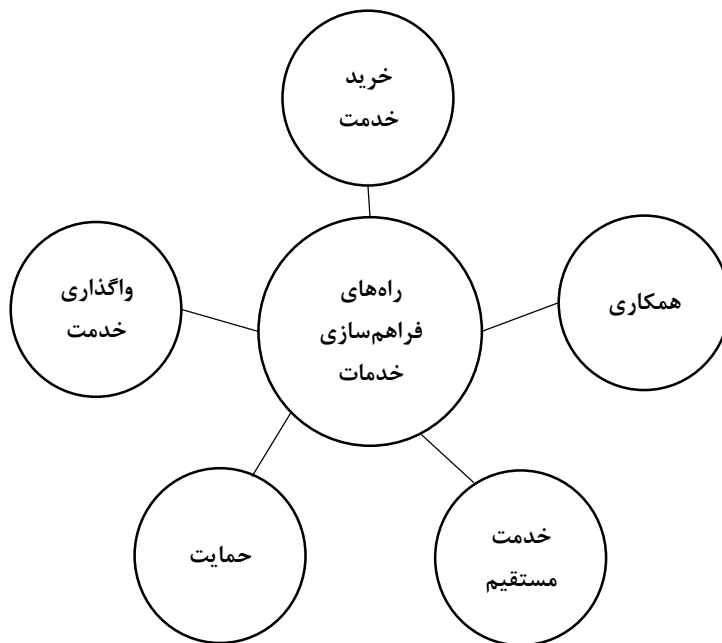 خرید
خدمت
همکاری
راه‌های
فراهم‌سازی
خدمات
واگذاری
خدمت
خدمت
مستقیم
حمایت